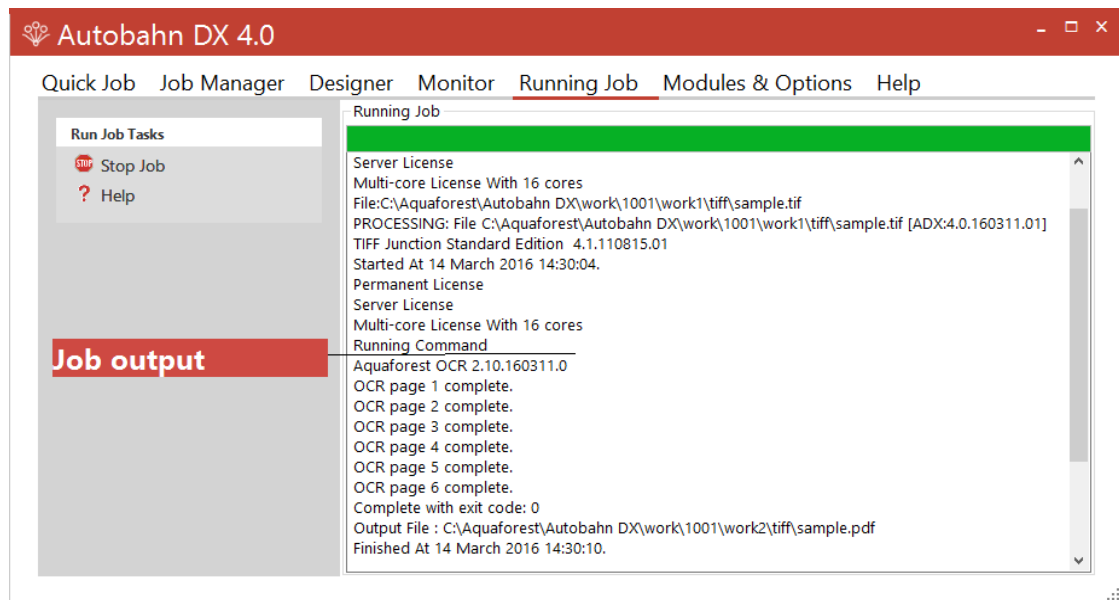 Autobahn DX 4.0
Quick Job Job Manager Designer Monitor Running Job Modules & Options Help
Run Job Tasks
STOP Stop Job
? Help
Job output
Running Job
Server License
Multi-core License With 16 cores
File:C:\Aquaforest\Autobahn DX\work\1001\work1\tiff\sample.tif
PROCESSING: File C:\Aquaforest\Autobahn DX\work\1001\work1\tiff\sample.tif [ADX:4.0.160311.01]
TIFF Junction Standard Edition  4.1.110815.01
Started At 14 March 2016 14:30:04.
Permanent License
Server License
Multi-core License With 16 cores
Running Command
Aquaforest OCR 2.10.160311.0
OCR page 1 complete.
OCR page 2 complete.
OCR page 3 complete.
OCR page 4 complete.
OCR page 5 complete.
OCR page 6 complete.
Complete with exit code: 0
Output File : C:\Aquaforest\Autobahn DX\work\1001\work2\tiff\sample.pdf
Finished At 14 March 2016 14:30:10.